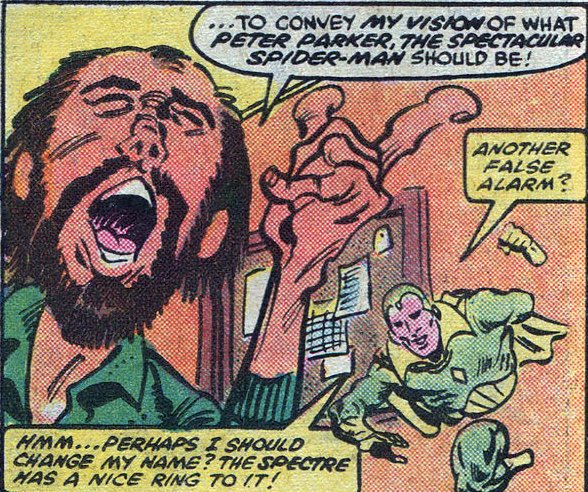 ...TO CONVEY MY VISION OF WHAT
PETER PARKER, THE SPECTACULAR
SPIDER-MAN SHOULD BE!
ANOTHER
FALSE
ALARM?
HMM...PERHAPS I SHOULD
CHANGE MY NAME? THE SPECTRE
HAS A NICE RING TO IT!